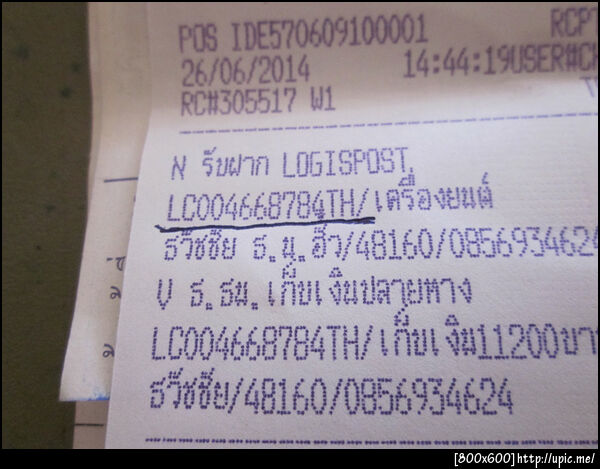 POS IDE570609100001 RCPT
26/06/2014 14:44:19USER#CH
RC#305517 W1
N รับฝาก LOGISPOST
LC004668784TH/เครื่องยนต์
ธวัชชัย ธ.น.ฮิ้ว/48160/0856934624
V ธ.ธน.เก็บเงินปลายทาง
LC004668784TH/เก็บเงิน11200บาท
ธวัชชัย/48160/0856934624
[800x600]http://upic.me/